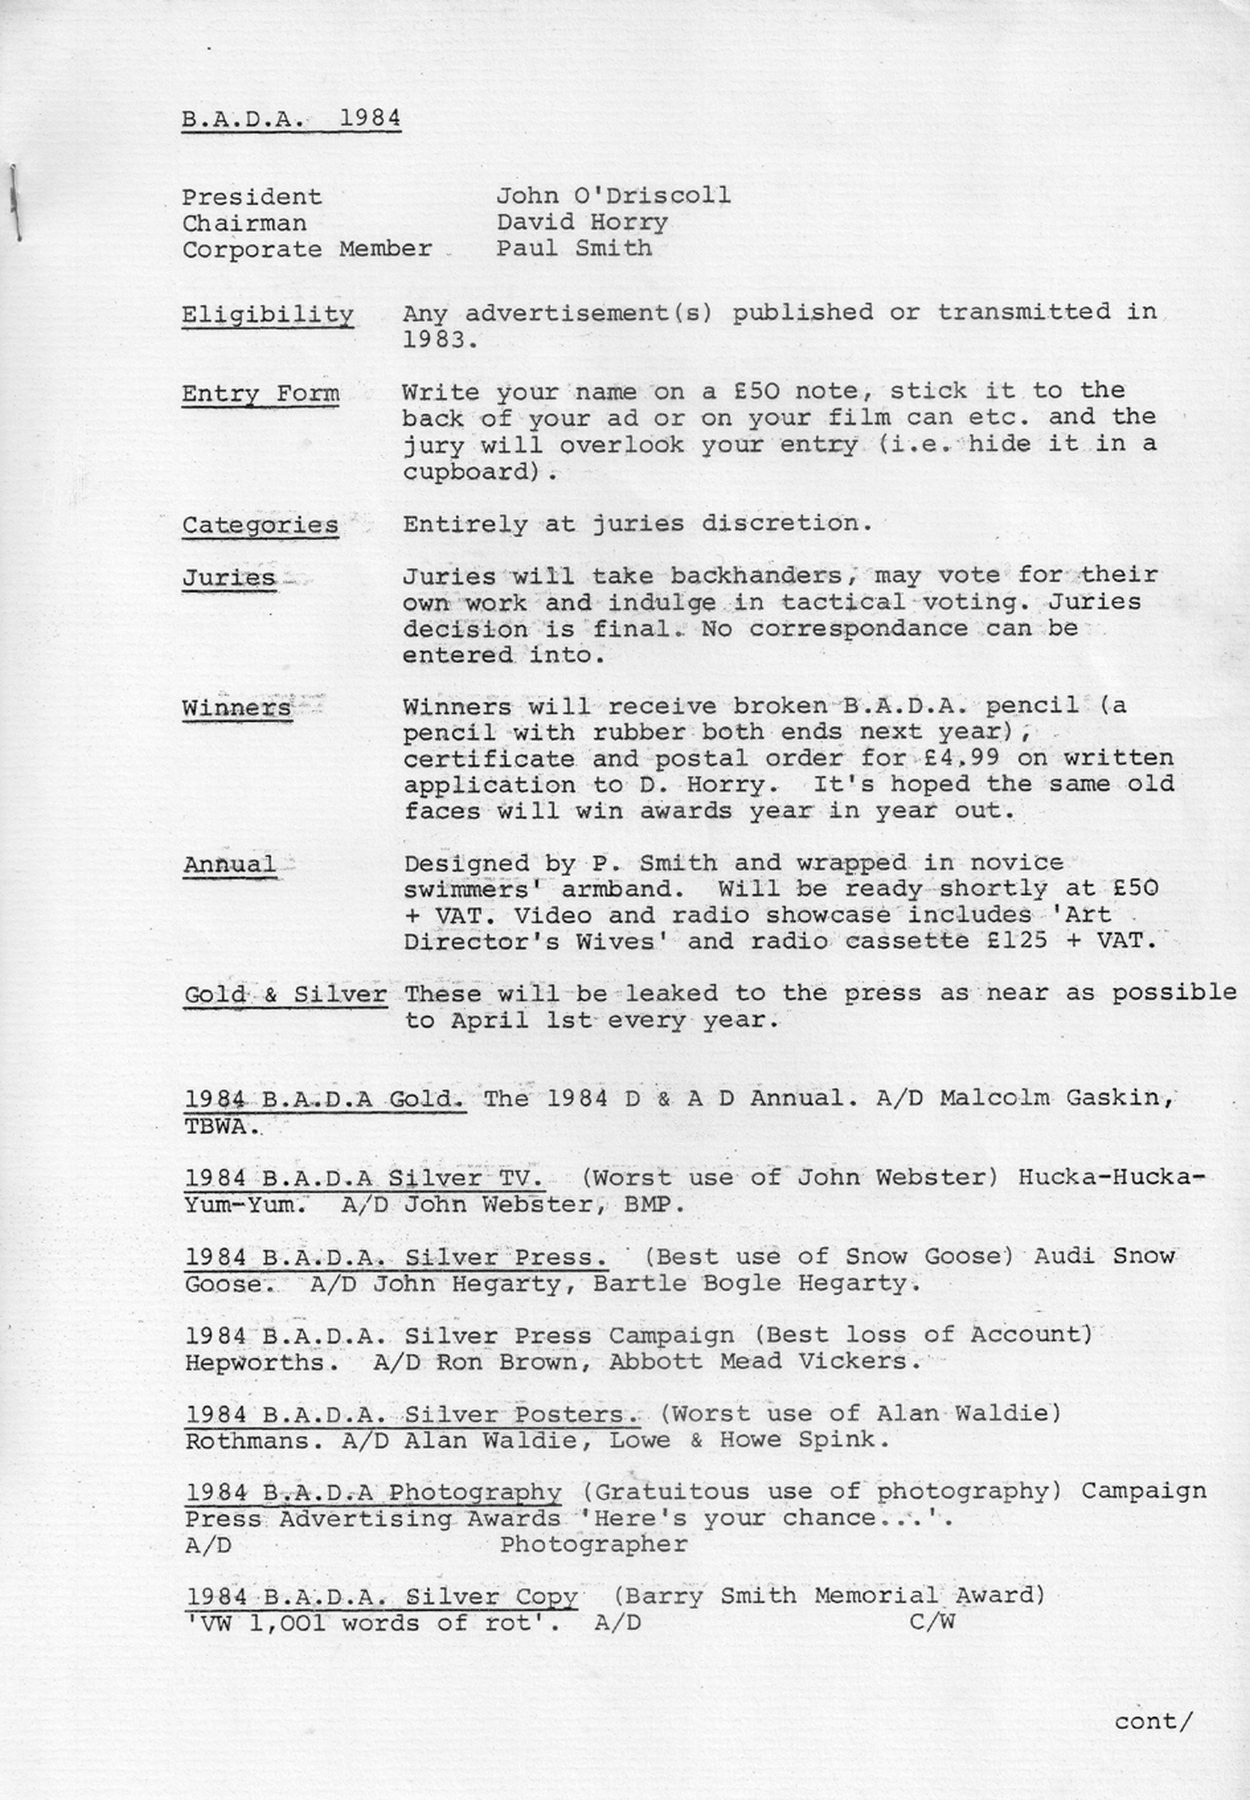 B.A.D.A. 1984
President John O'Driscoll
Chairman David Horry
Corporate Member Paul Smith
Eligibility Any advertisement(s) published or transmitted in
1983.
Entry Form Write your name on a £50 note, stick it to the
back of your ad or on your film can etc. and the
jury will overlook your entry (i.e. hide it in a
cupboard).
Categories Entirely at juries discretion.
Juries Juries will take backhanders, may vote for their
own work and indulge in tactical voting. Juries
decision is final. No correspondance can be
entered into.
Winners Winners will receive broken B.A.D.A. pencil (a
pencil with rubber both ends next year),
certificate and postal order for £4.99 on written
application to D. Horry. It's hoped the same old
faces will win awards year in year out.
Annual Designed by P. Smith and wrapped in novice
swimmers' armband. Will be ready shortly at £50
+ VAT. Video and radio showcase includes 'Art
Director's Wives' and radio cassette £125 + VAT.
Gold & Silver These will be leaked to the press as near as possible
to April 1st every year.
1984 B.A.D.A Gold. The 1984 D & A D Annual. A/D Malcolm Gaskin,
TBWA.
1984 B.A.D.A Silver TV. (Worst use of John Webster) Hucka-Hucka-
Yum-Yum. A/D John Webster, BMP.
1984 B.A.D.A. Silver Press. (Best use of Snow Goose) Audi Snow
Goose. A/D John Hegarty, Bartle Bogle Hegarty.
1984 B.A.D.A. Silver Press Campaign (Best loss of Account)
Hepworths. A/D Ron Brown, Abbott Mead Vickers.
1984 B.A.D.A. Silver Posters. (Worst use of Alan Waldie)
Rothmans. A/D Alan Waldie, Lowe & Howe Spink.
1984 B.A.D.A Photography (Gratuitous use of photography) Campaign
Press Advertising Awards 'Here's your chance...'.
A/D Photographer
1984 B.A.D.A. Silver Copy (Barry Smith Memorial Award)
'VW 1,001 words of rot'. A/D C/W
cont/